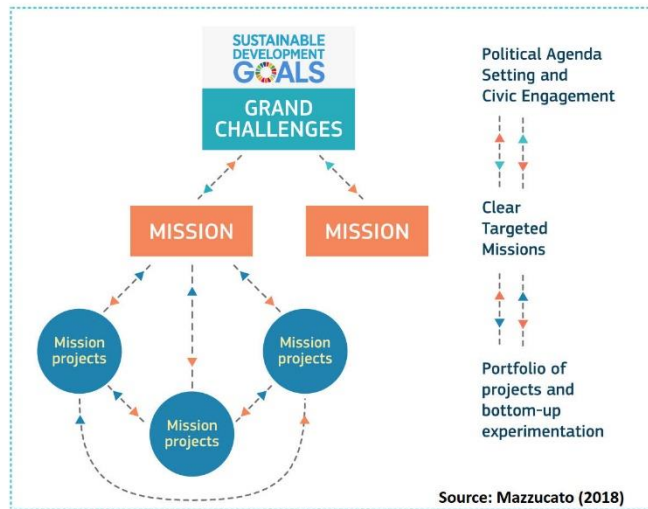 SUSTAINABLE
DEVELOPMENT
GOALS
GRAND
CHALLENGES
MISSION
MISSION
Mission
projects
Mission
projects
Mission
projects
Political Agenda
Setting and
Civic Engagement
Clear
Targeted
Missions
Portfolio of
projects and
bottom-up
experimentation
Source: Mazzucato (2018)